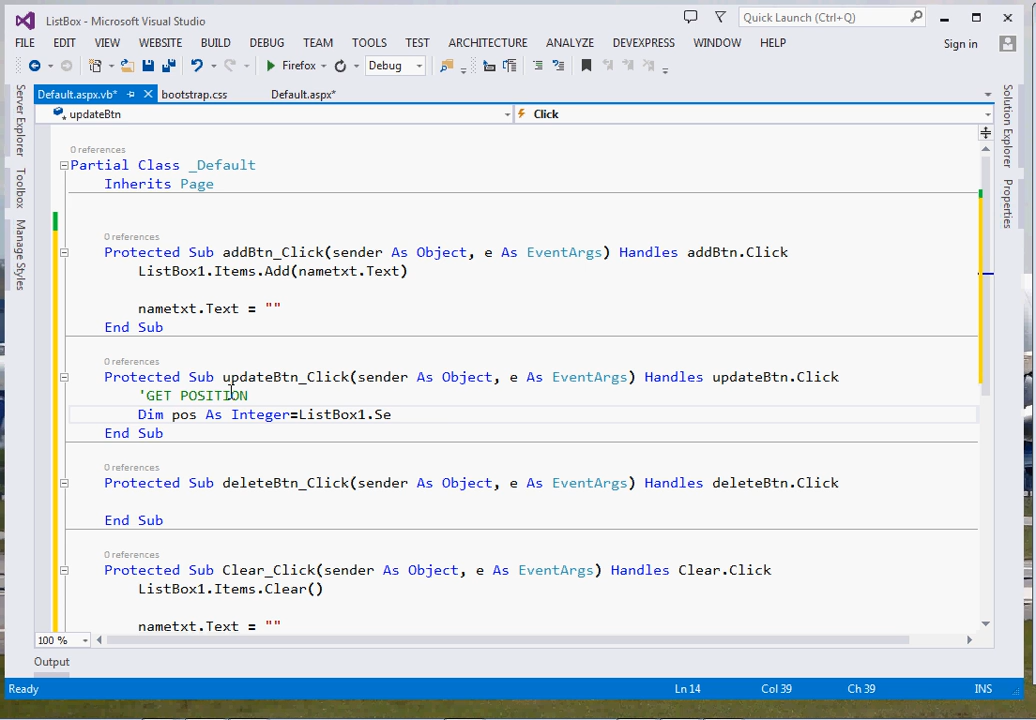 ListBox - Microsoft Visual Studio
Quick Launch (Ctrl+Q)
FILE EDIT VIEW WEBSITE BUILD DEBUG TEAM TOOLS TEST ARCHITECTURE ANALYZE DEVEXPRESS WINDOW HELP
Sign in
Firefox Debug
Server Explorer
Toolbox
Manage Styles
Solution Explorer
Properties
Default.aspx.vb* bootstrap.css Default.aspx*
updateBtn Click
0 references
Partial Class _Default
Inherits Page
0 references
Protected Sub addBtn_Click(sender As Object, e As EventArgs) Handles addBtn.Click
ListBox1.Items.Add(nametxt.Text)
nametxt.Text = ""
End Sub
0 references
Protected Sub updateBtn_Click(sender As Object, e As EventArgs) Handles updateBtn.Click
'GET POSITION
Dim pos As Integer=ListBox1.Se
End Sub
0 references
Protected Sub deleteBtn_Click(sender As Object, e As EventArgs) Handles deleteBtn.Click
End Sub
0 references
Protected Sub Clear_Click(sender As Object, e As EventArgs) Handles Clear.Click
ListBox1.Items.Clear()
nametxt.Text = ""
100 %
Output
Ready Ln 14 Col 39 Ch 39 INS